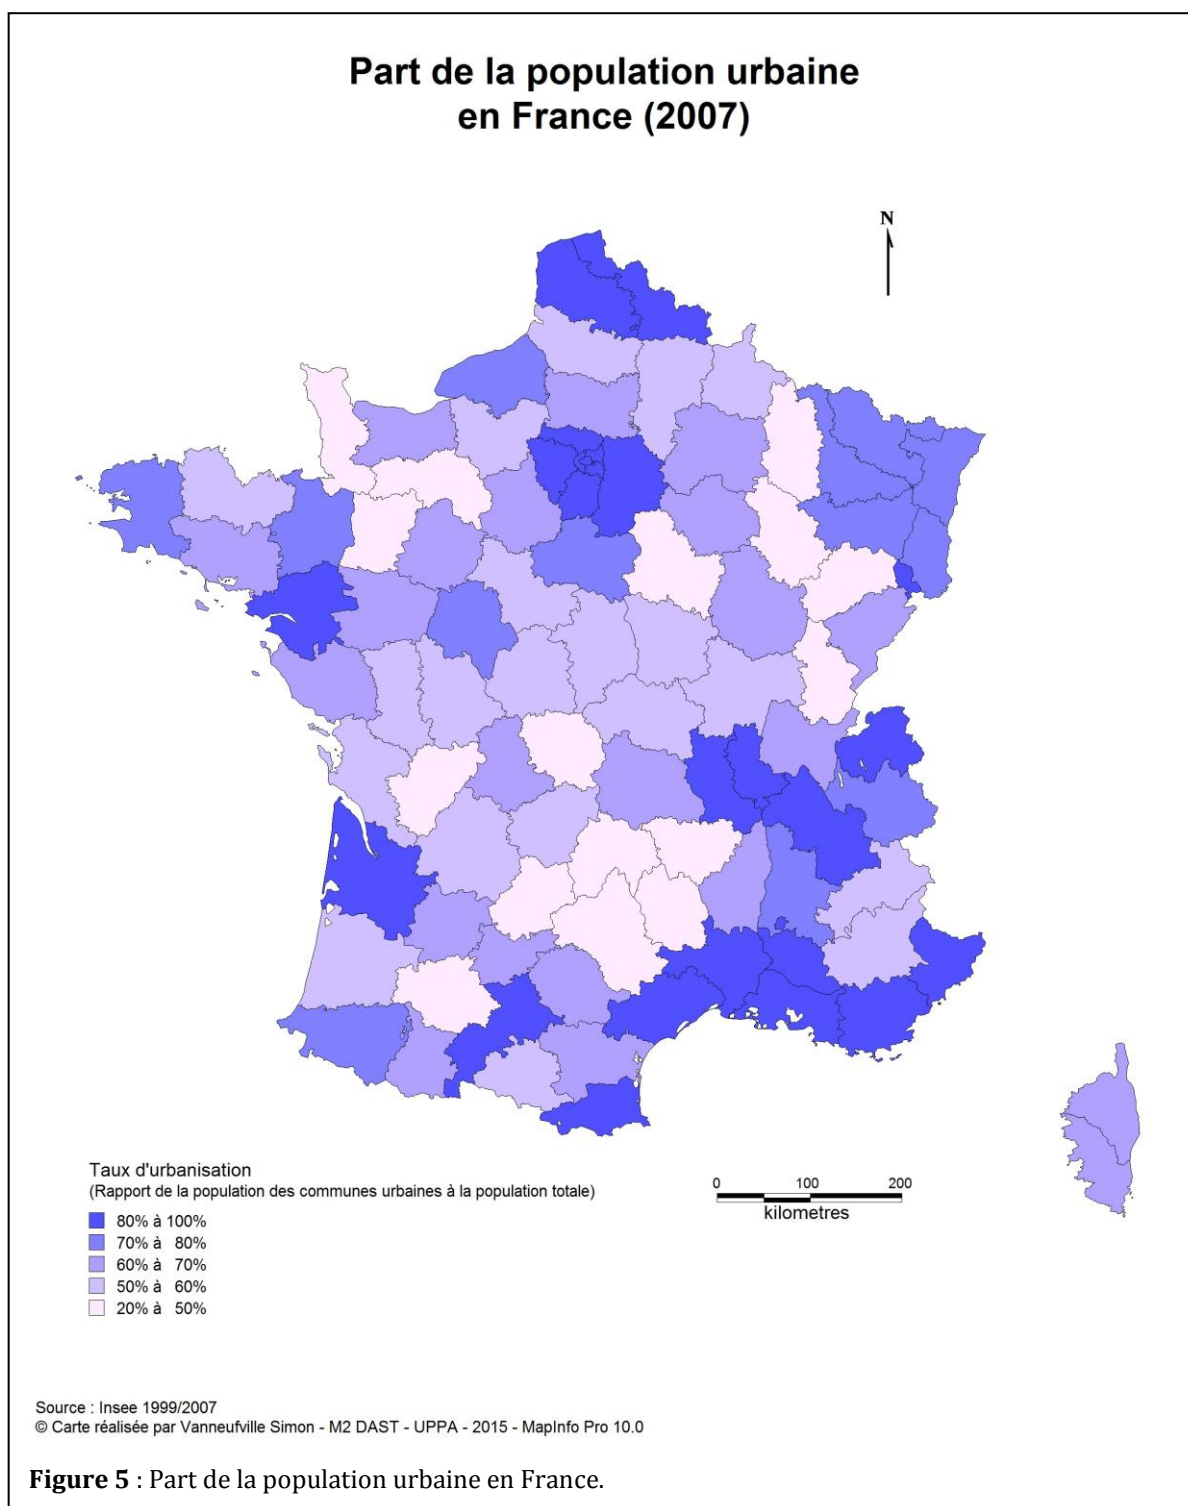 Part de la population urbaine
en France (2007)
N
Taux d'urbanisation
(Rapport de la population des communes urbaines à la population totale)
80% à 100%
70% à 80%
60% à 70%
50% à 60%
20% à 50%
0 100 200
kilometres
Source : Insee 1999/2007
© Carte réalisée par Vanneufville Simon - M2 DAST - UPPA - 2015 - MapInfo Pro 10.0
Figure 5 : Part de la population urbaine en France.